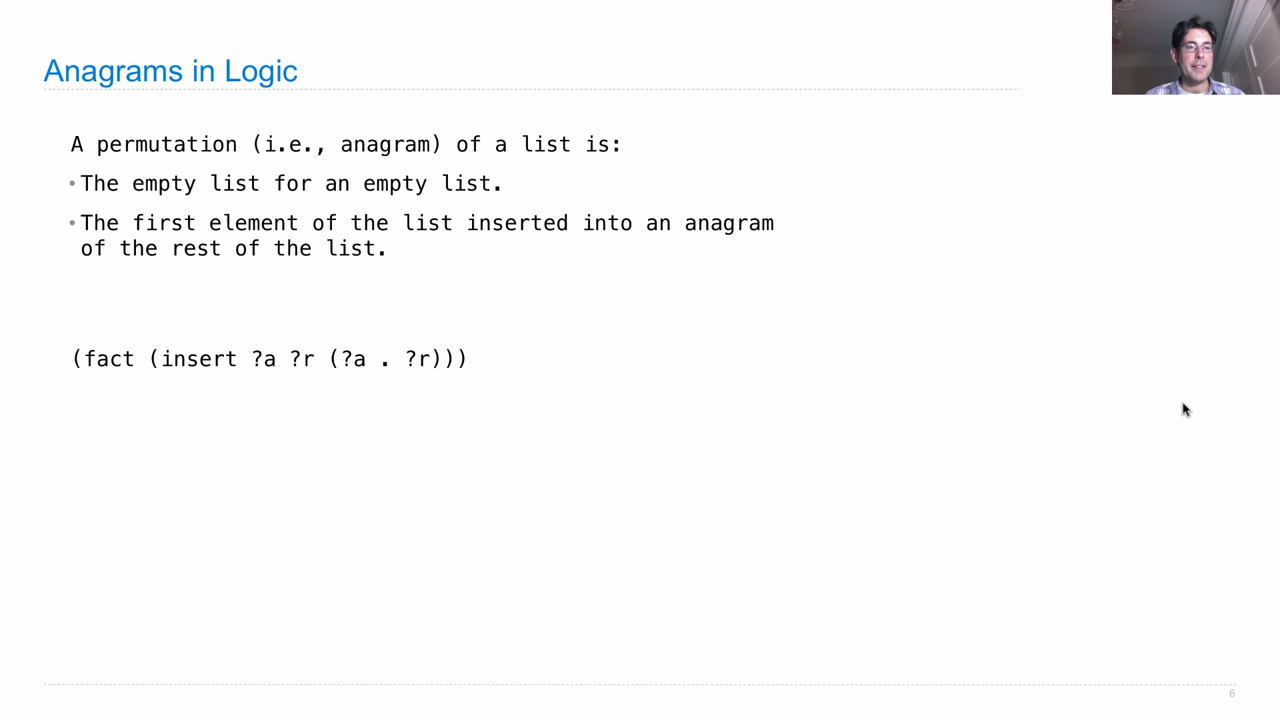 Anagrams in Logic
A permutation (i.e., anagram) of a list is:
•The empty list for an empty list.
•The first element of the list inserted into an anagram
of the rest of the list.
(fact (insert ?a ?r (?a . ?r)))
6